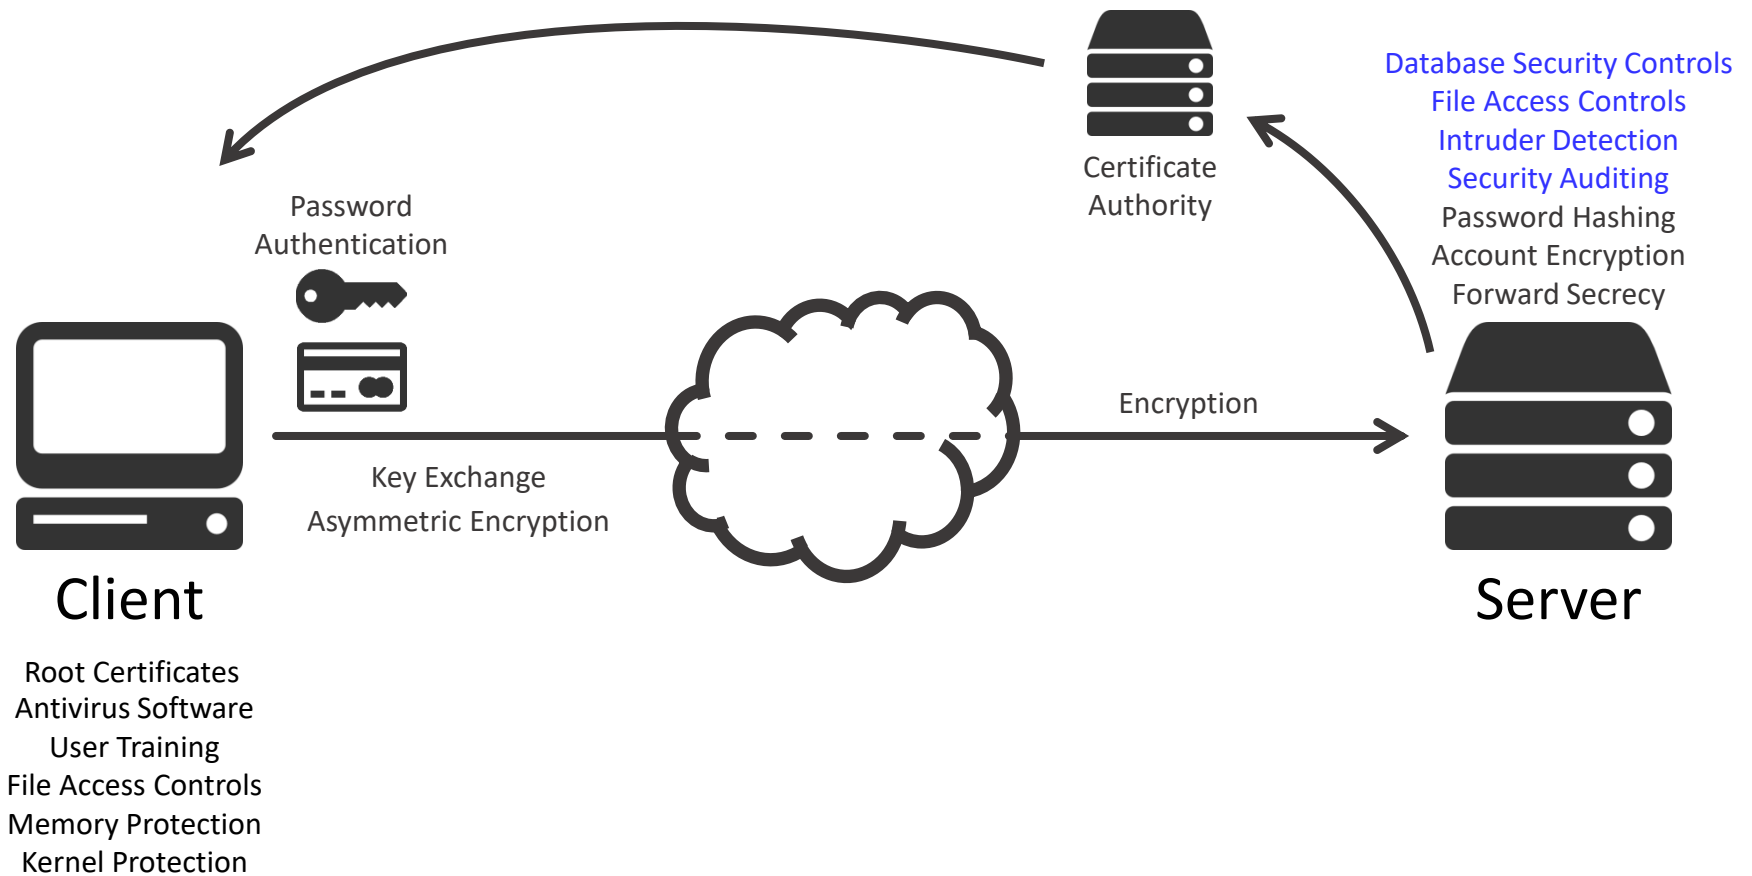 Database Security Controls
File Access Controls
Intruder Detection
Security Auditing
Password Hashing
Account Encryption
Forward Secrecy
Certificate
Authority
Password
Authentication
Encryption
Key Exchange
Asymmetric Encryption
Client
Server
Root Certificates
Antivirus Software
User Training
File Access Controls
Memory Protection
Kernel Protection